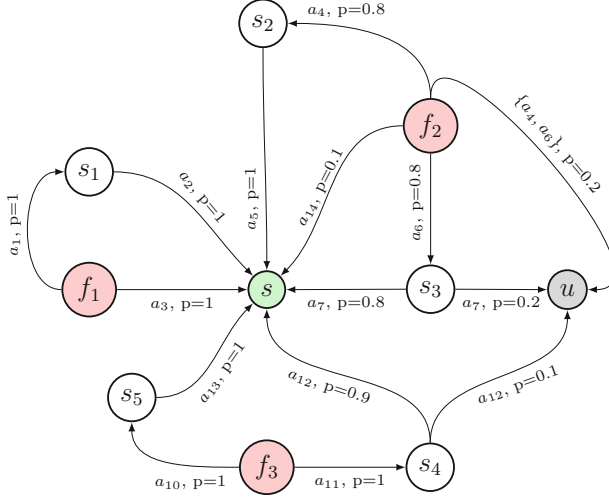 s₂
a₄, p=0.8
f₂
{a₄, a₆}, p=0.2
s₁
a₁, p=1
a₂, p=1
a₅, p=1
a₁₄, p=0.1
a₆, p=0.8
f₁
a₃, p=1
s
a₇, p=0.8
s₃
a₇, p=0.2
u
s₅
a₁₃, p=1
a₁₂, p=0.9
a₁₂, p=0.1
a₁₀, p=1
f₃
a₁₁, p=1
s₄